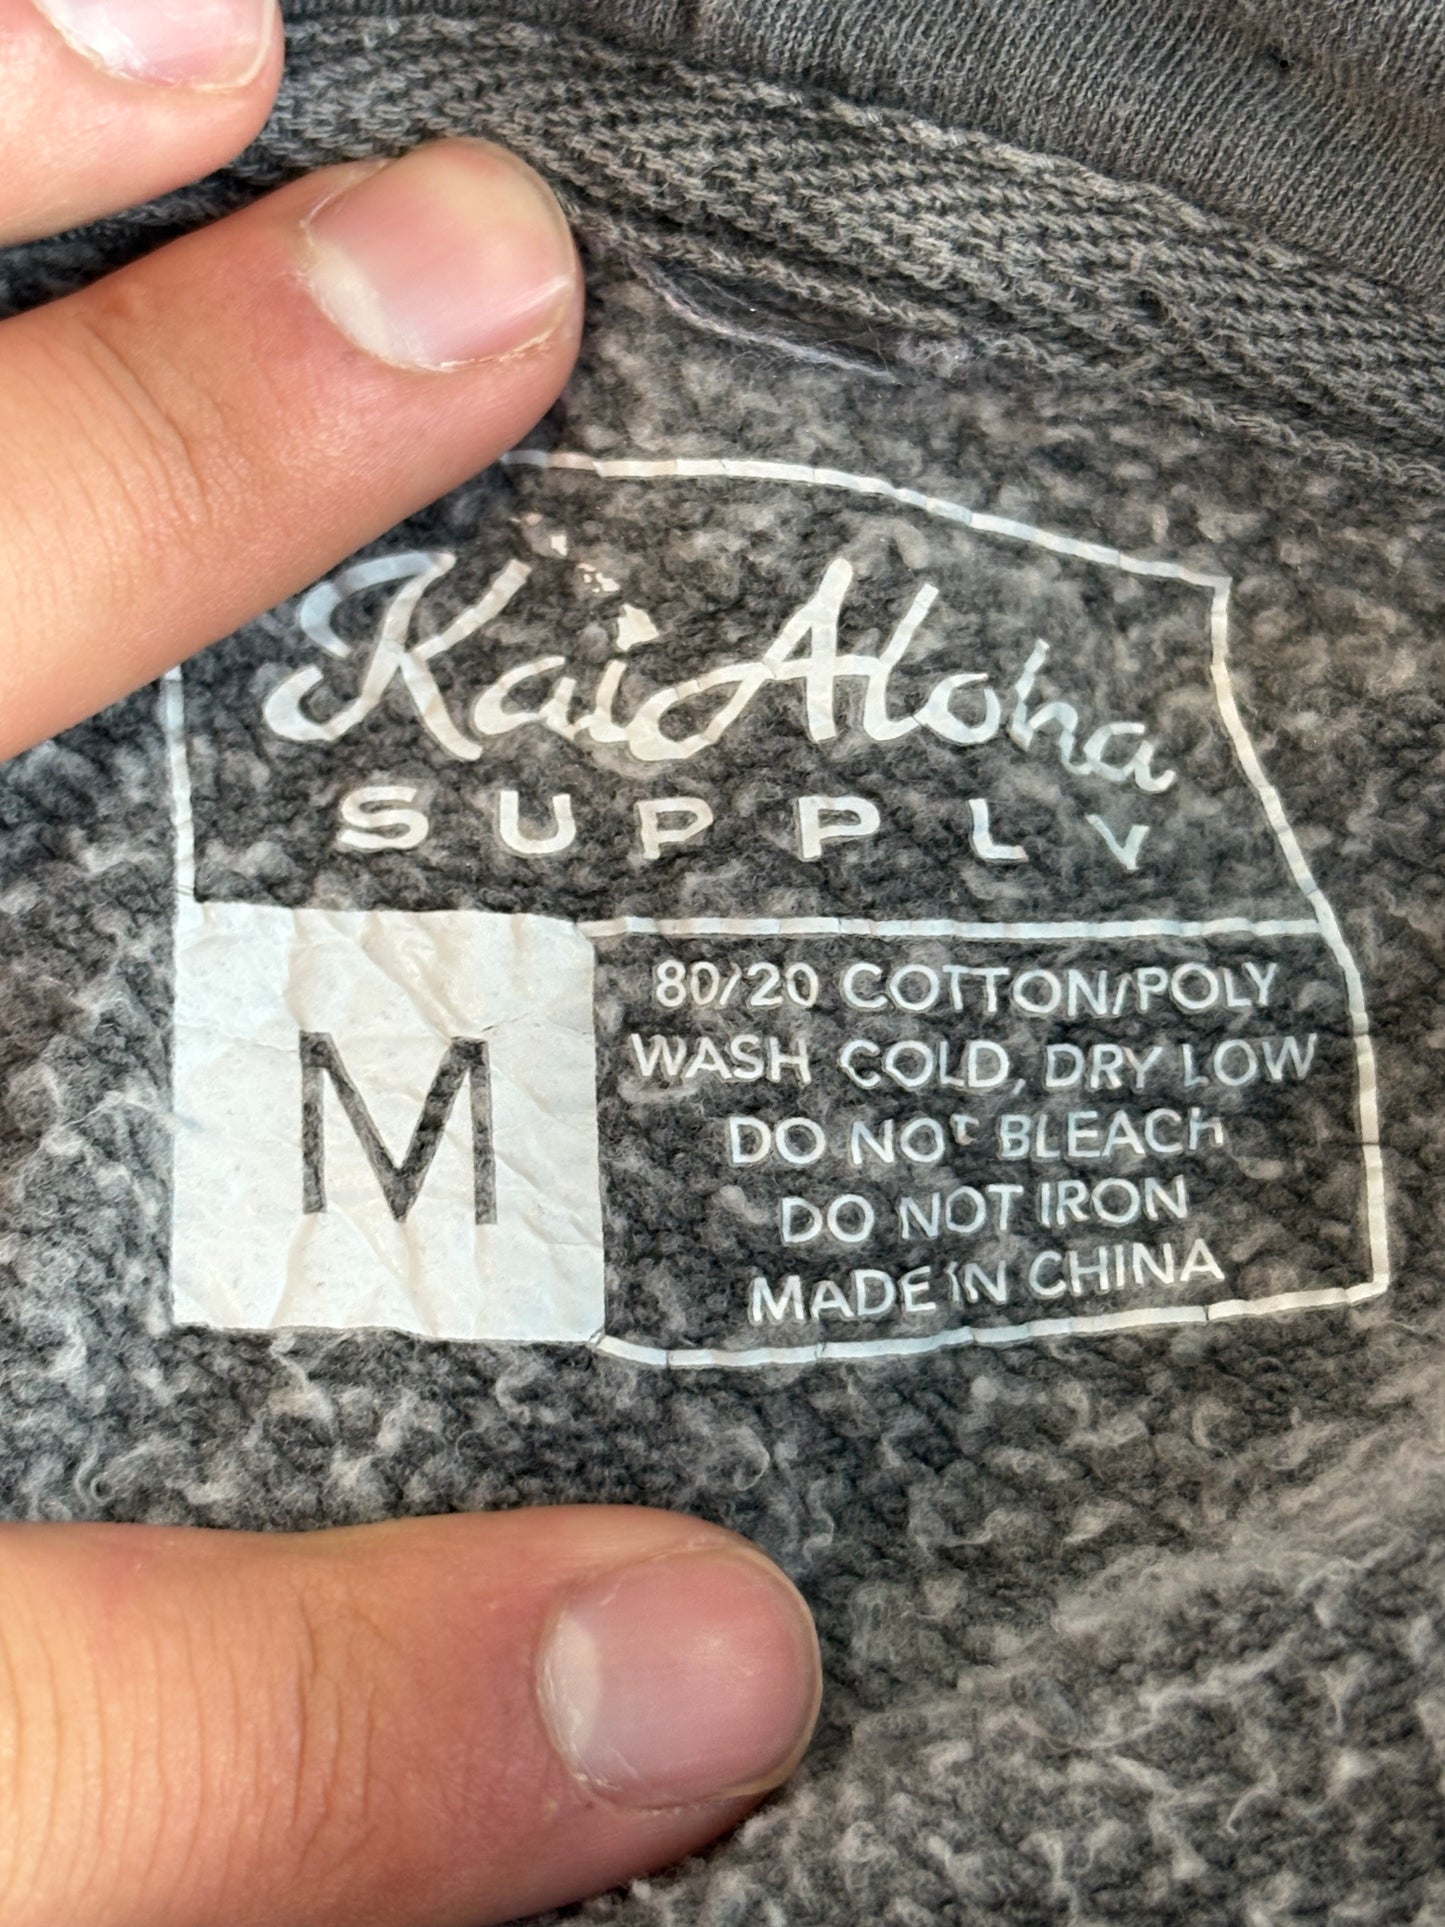 Kai Aloha
SUPPLY
M
80/20 COTTON/POLY
WASH COLD, DRY LOW
DO NOT BLEACH
DO NOT IRON
MADE IN CHINA